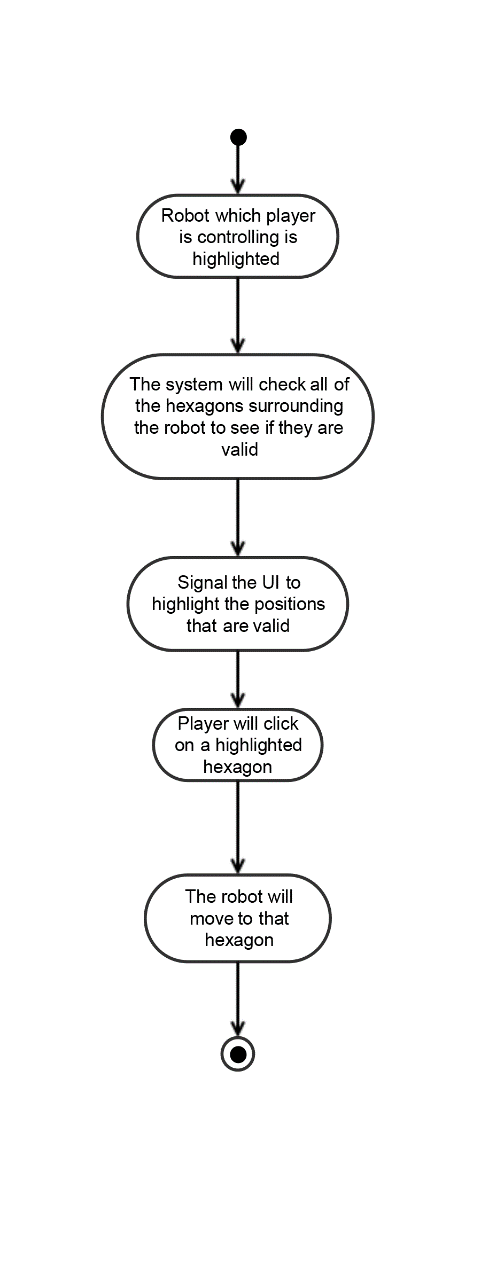 Robot which player
is controlling is
highlighted
The system will check all of
the hexagons surrounding
the robot to see if they are
valid
Signal the UI to
highlight the positions
that are valid
Player will click
on a highlighted
hexagon
The robot will
move to that
hexagon